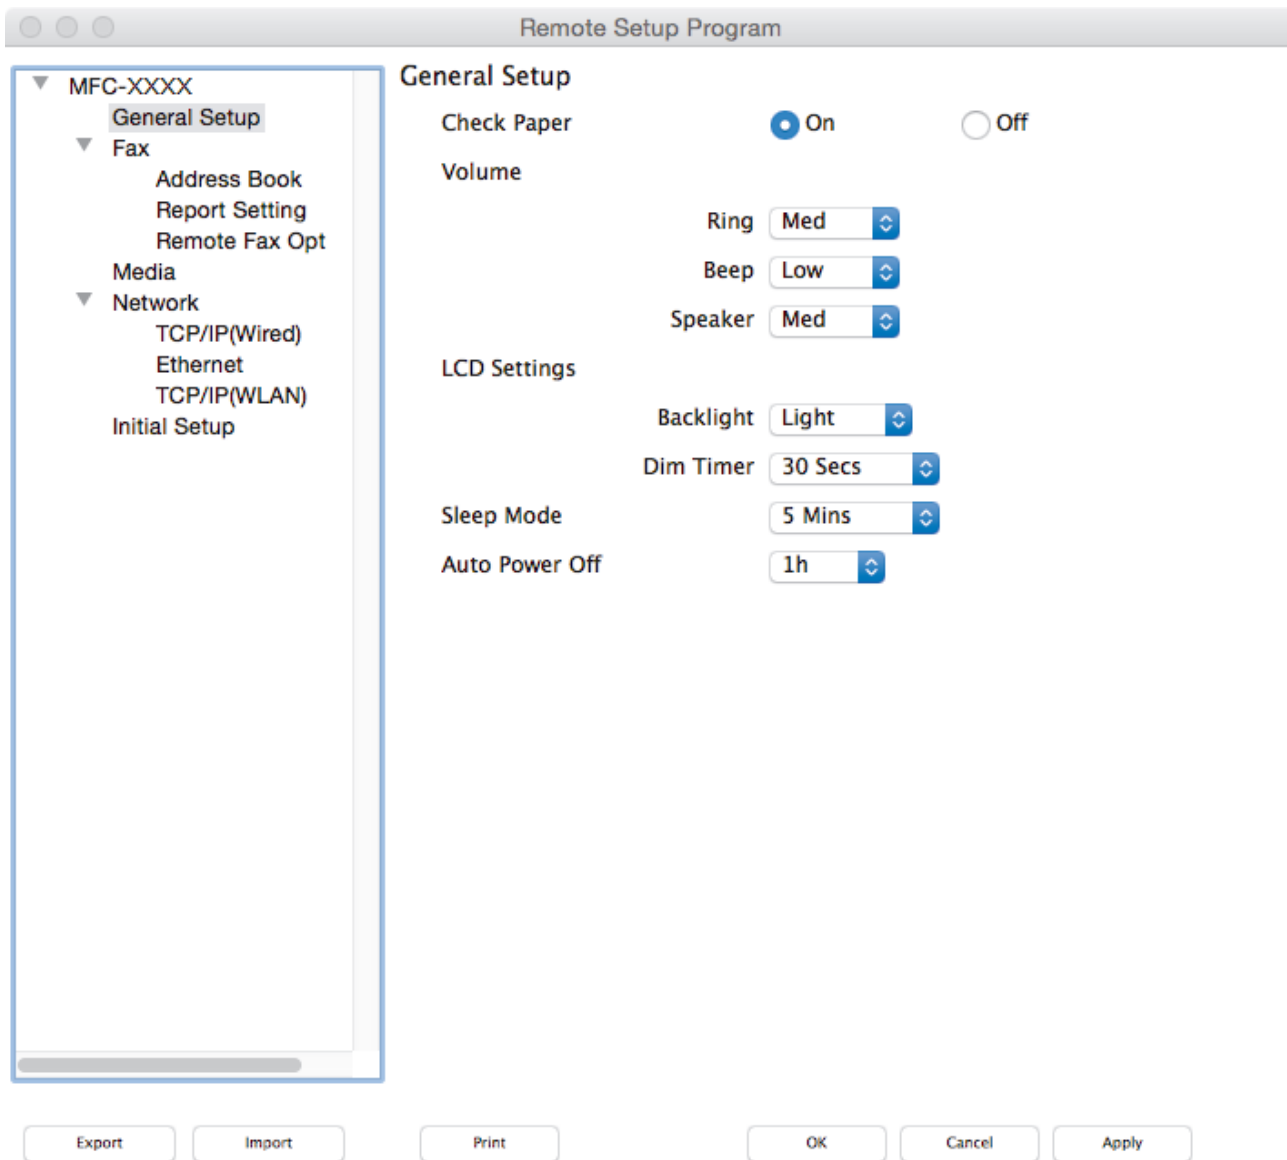 Remote Setup Program
MFC-XXXX
General Setup
Fax
Address Book
Report Setting
Remote Fax Opt
Media
Network
TCP/IP(Wired)
Ethernet
TCP/IP(WLAN)
Initial Setup
General Setup
Check Paper On Off
Volume
Ring Med
Beep Low
Speaker Med
LCD Settings
Backlight Light
Dim Timer 30 Secs
Sleep Mode 5 Mins
Auto Power Off 1h
Export Import Print OK Cancel Apply